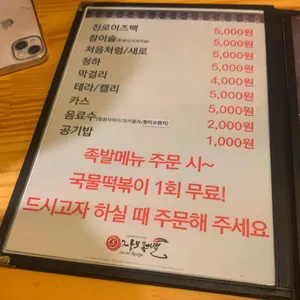 진로이즈백 5,000원
참이슬 5,000원
처음처럼/새로 5,000원
청하 5,000원
막걸리 4,000원
테라/켈리 5,000원
카스 5,000원
음료수 2,000원
공기밥 1,000원
족발메뉴 주문 시~
국물떡볶이 1회 무료!
드시고자 하실 때 주문해 주세요